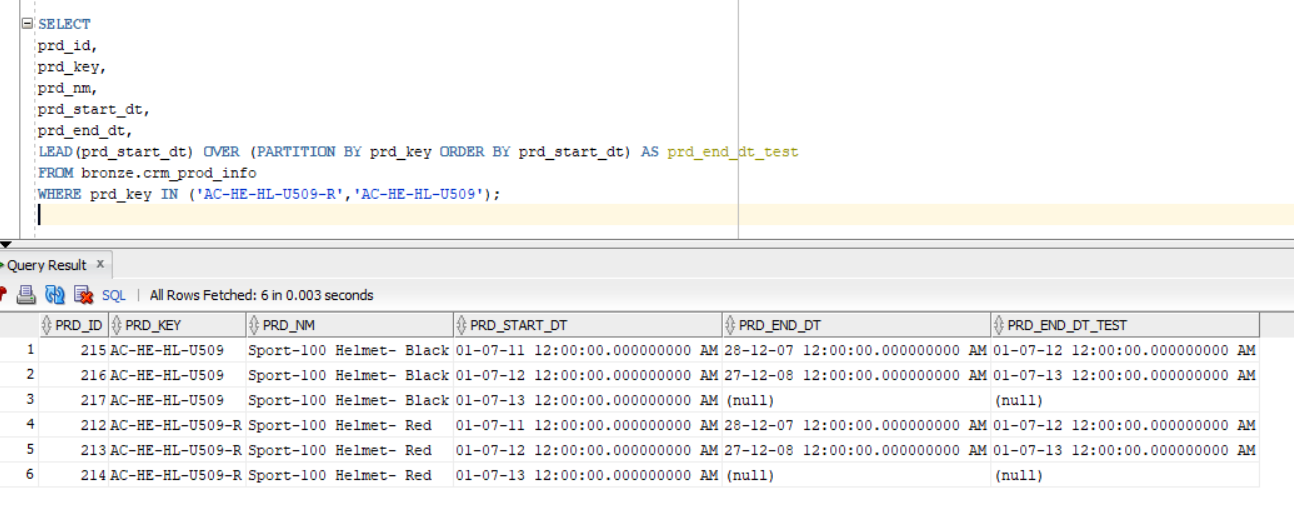 SELECT
prd_id,
prd_key,
prd_nm,
prd_start_dt,
prd_end_dt,
LEAD(prd_start_dt) OVER (PARTITION BY prd_key ORDER BY prd_start_dt) AS prd_end_dt_test
FROM bronze.crm_prod_info
WHERE prd_key IN ('AC-HE-HL-U509-R','AC-HE-HL-U509');
Query Result x
SQL | All Rows Fetched: 6 in 0.003 seconds
PRD_ID PRD_KEY PRD_NM PRD_START_DT PRD_END_DT PRD_END_DT_TEST
1 215 AC-HE-HL-U509 Sport-100 Helmet- Black 01-07-11 12:00:00.000000000 AM 28-12-07 12:00:00.000000000 AM 01-07-12 12:00:00.000000000 AM
2 216 AC-HE-HL-U509 Sport-100 Helmet- Black 01-07-12 12:00:00.000000000 AM 27-12-08 12:00:00.000000000 AM 01-07-13 12:00:00.000000000 AM
3 217 AC-HE-HL-U509 Sport-100 Helmet- Black 01-07-13 12:00:00.000000000 AM (null) (null)
4 212 AC-HE-HL-U509-R Sport-100 Helmet- Red 01-07-11 12:00:00.000000000 AM 28-12-07 12:00:00.000000000 AM 01-07-12 12:00:00.000000000 AM
5 213 AC-HE-HL-U509-R Sport-100 Helmet- Red 01-07-12 12:00:00.000000000 AM 27-12-08 12:00:00.000000000 AM 01-07-13 12:00:00.000000000 AM
6 214 AC-HE-HL-U509-R Sport-100 Helmet- Red 01-07-13 12:00:00.000000000 AM (null) (null)